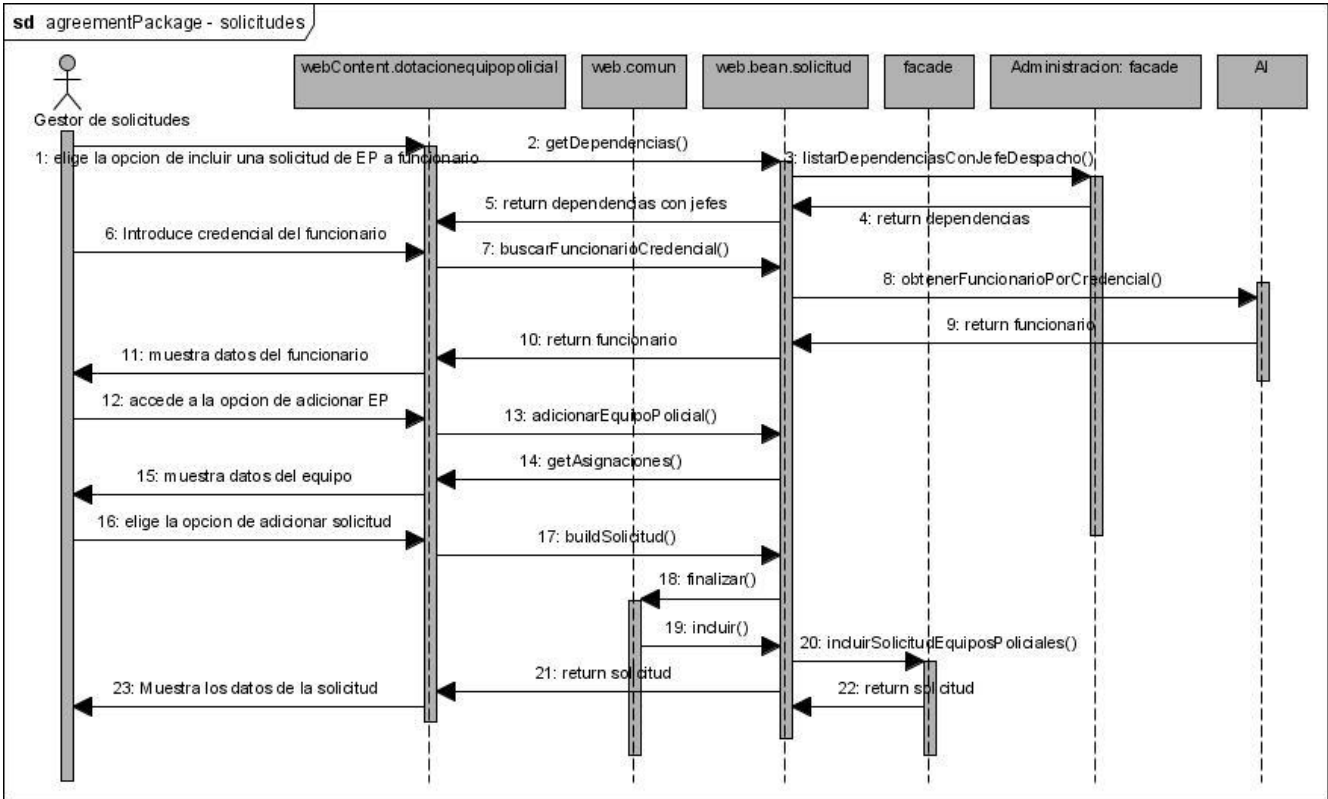 sd agreementPackage - solicitudes
webContent.dotacionequipopolicial
web.comun
web.bean.solicitud
facade
Administracion: facade
AI
Gestor de solicitudes
1: elige la opcion de incluir una solicitud de EP a funcionario
2: getDependencias()
3: listarDependenciasConJefeDespacho()
4: return dependencias
5: return dependencias con jefes
6: Introduce credencial del funcionario
7: buscarFuncionarioCredencial()
8: obtenerFuncionarioPorCredencial()
9: return funcionario
10: return funcionario
11: muestra datos del funcionario
12: accede a la opcion de adicionar EP
13: adicionarEquipoPolicial()
14: getAsignaciones()
15: muestra datos del equipo
16: elige la opcion de adicionar solicitud
17: buildSolicitud()
18: finalizar()
19: incluir()
20: incluirSolicitudEquiposPoliciales()
21: return solicitud
22: return solicitud
23: Muestra los datos de la solicitud